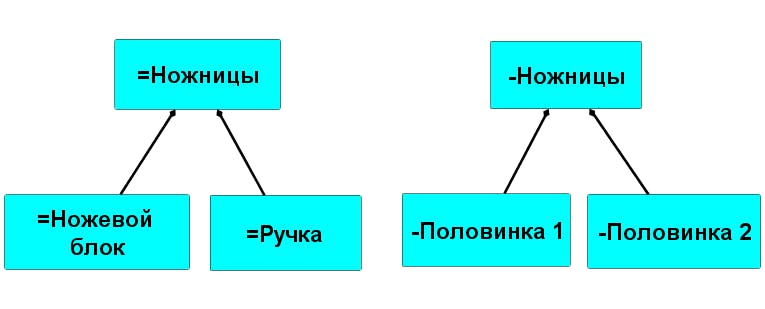 =Ножницы
-Ножницы
=Ножевой
блок
=Ручка
-Половинка 1
-Половинка 2